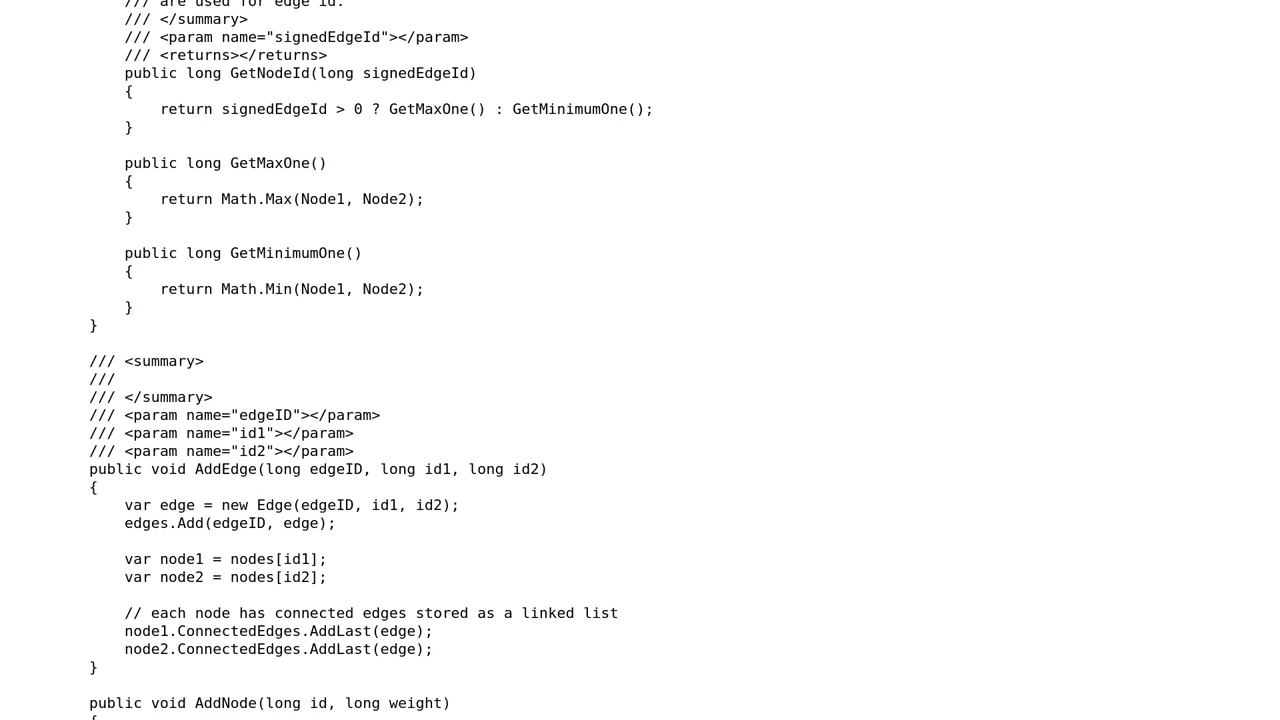 /// are used for edge id.
/// </summary>
/// <param name="signedEdgeId"></param>
/// <returns></returns>
public long GetNodeId(long signedEdgeId)
{
return signedEdgeId > 0 ? GetMaxOne() : GetMinimumOne();
}
public long GetMaxOne()
{
return Math.Max(Node1, Node2);
}
public long GetMinimumOne()
{
return Math.Min(Node1, Node2);
}
}
/// <summary>
///
/// </summary>
/// <param name="edgeID"></param>
/// <param name="id1"></param>
/// <param name="id2"></param>
public void AddEdge(long edgeID, long id1, long id2)
{
var edge = new Edge(edgeID, id1, id2);
edges.Add(edgeID, edge);
var node1 = nodes[id1];
var node2 = nodes[id2];
// each node has connected edges stored as a linked list
node1.ConnectedEdges.AddLast(edge);
node2.ConnectedEdges.AddLast(edge);
}
public void AddNode(long id, long weight)
{